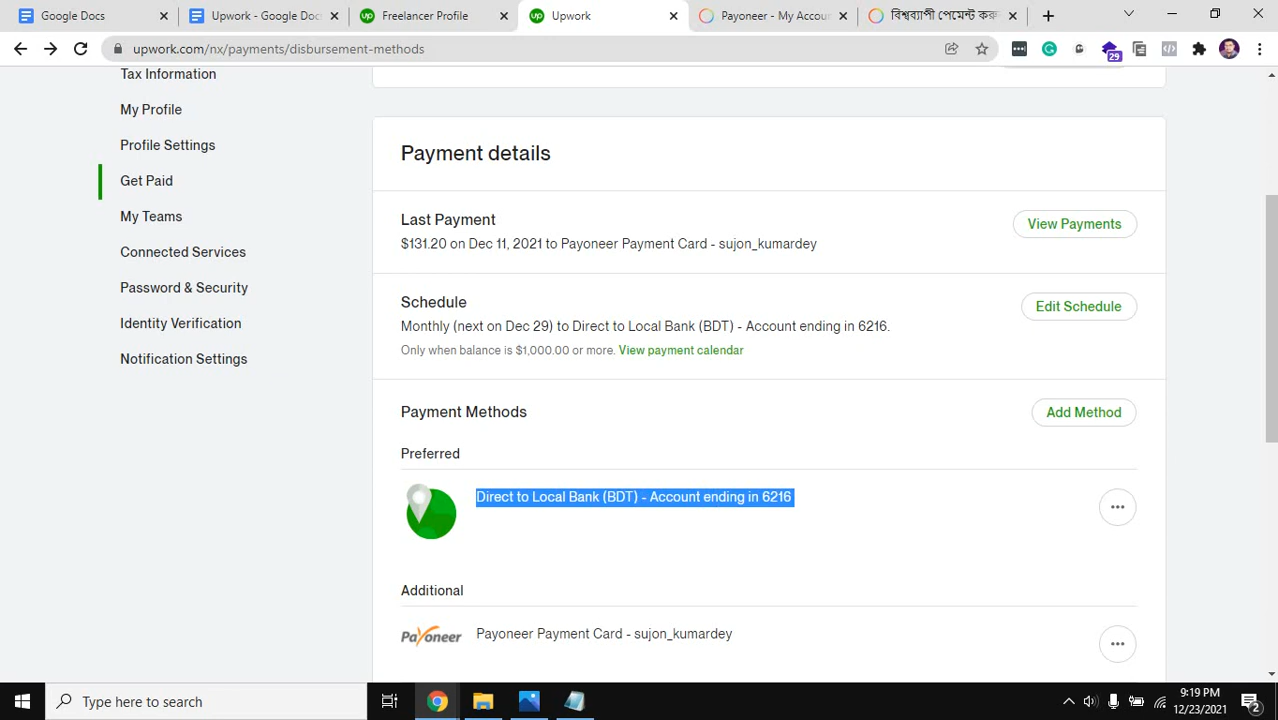 Google Docs
Upwork - Google Docs
Freelancer Profile
Upwork
Payoneer - My Accou
বিশ্বব্যাপী পেমেন্ট করু
upwork.com/nx/payments/disbursement-methods
29
Tax Information
My Profile
Profile Settings
Get Paid
My Teams
Connected Services
Password & Security
Identity Verification
Notification Settings
Payment details
Last Payment
$131.20 on Dec 11, 2021 to Payoneer Payment Card - sujon_kumardey
View Payments
Schedule
Monthly (next on Dec 29) to Direct to Local Bank (BDT) - Account ending in 6216.
Only when balance is $1,000.00 or more. View payment calendar
Edit Schedule
Payment Methods
Add Method
Preferred
Direct to Local Bank (BDT) - Account ending in 6216
Additional
Payoneer
Payoneer Payment Card - sujon_kumardey
Type here to search
9:19 PM
12/23/2021
2